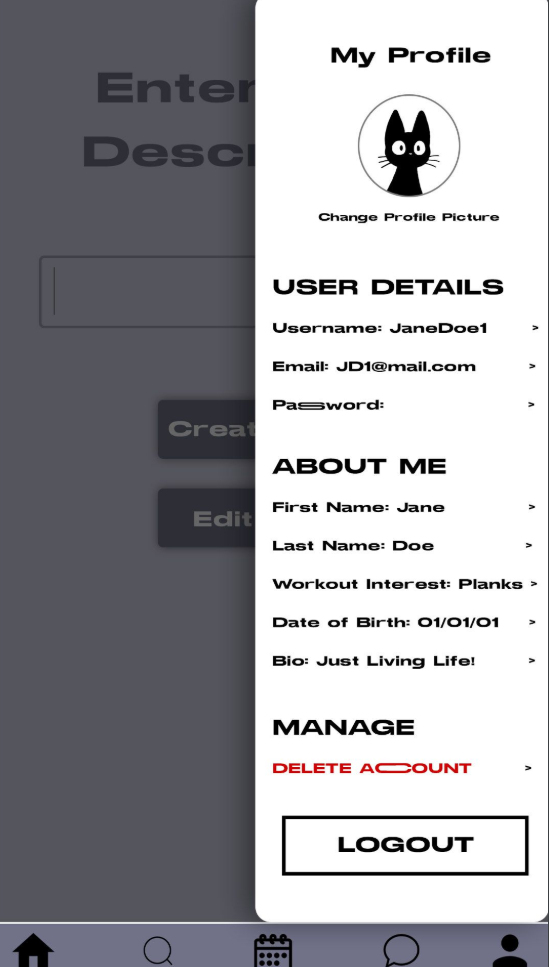 My Profile
Change Profile Picture
USER DETAILS
Username: JaneDoe1 >
Email: JD1@mail.com >
Password: >
ABOUT ME
First Name: Jane >
Last Name: Doe >
Workout Interest: Planks >
Date of Birth: 01/01/01 >
Bio: Just Living Life! >
MANAGE
DELETE ACCOUNT >
LOGOUT
Enter
Edit